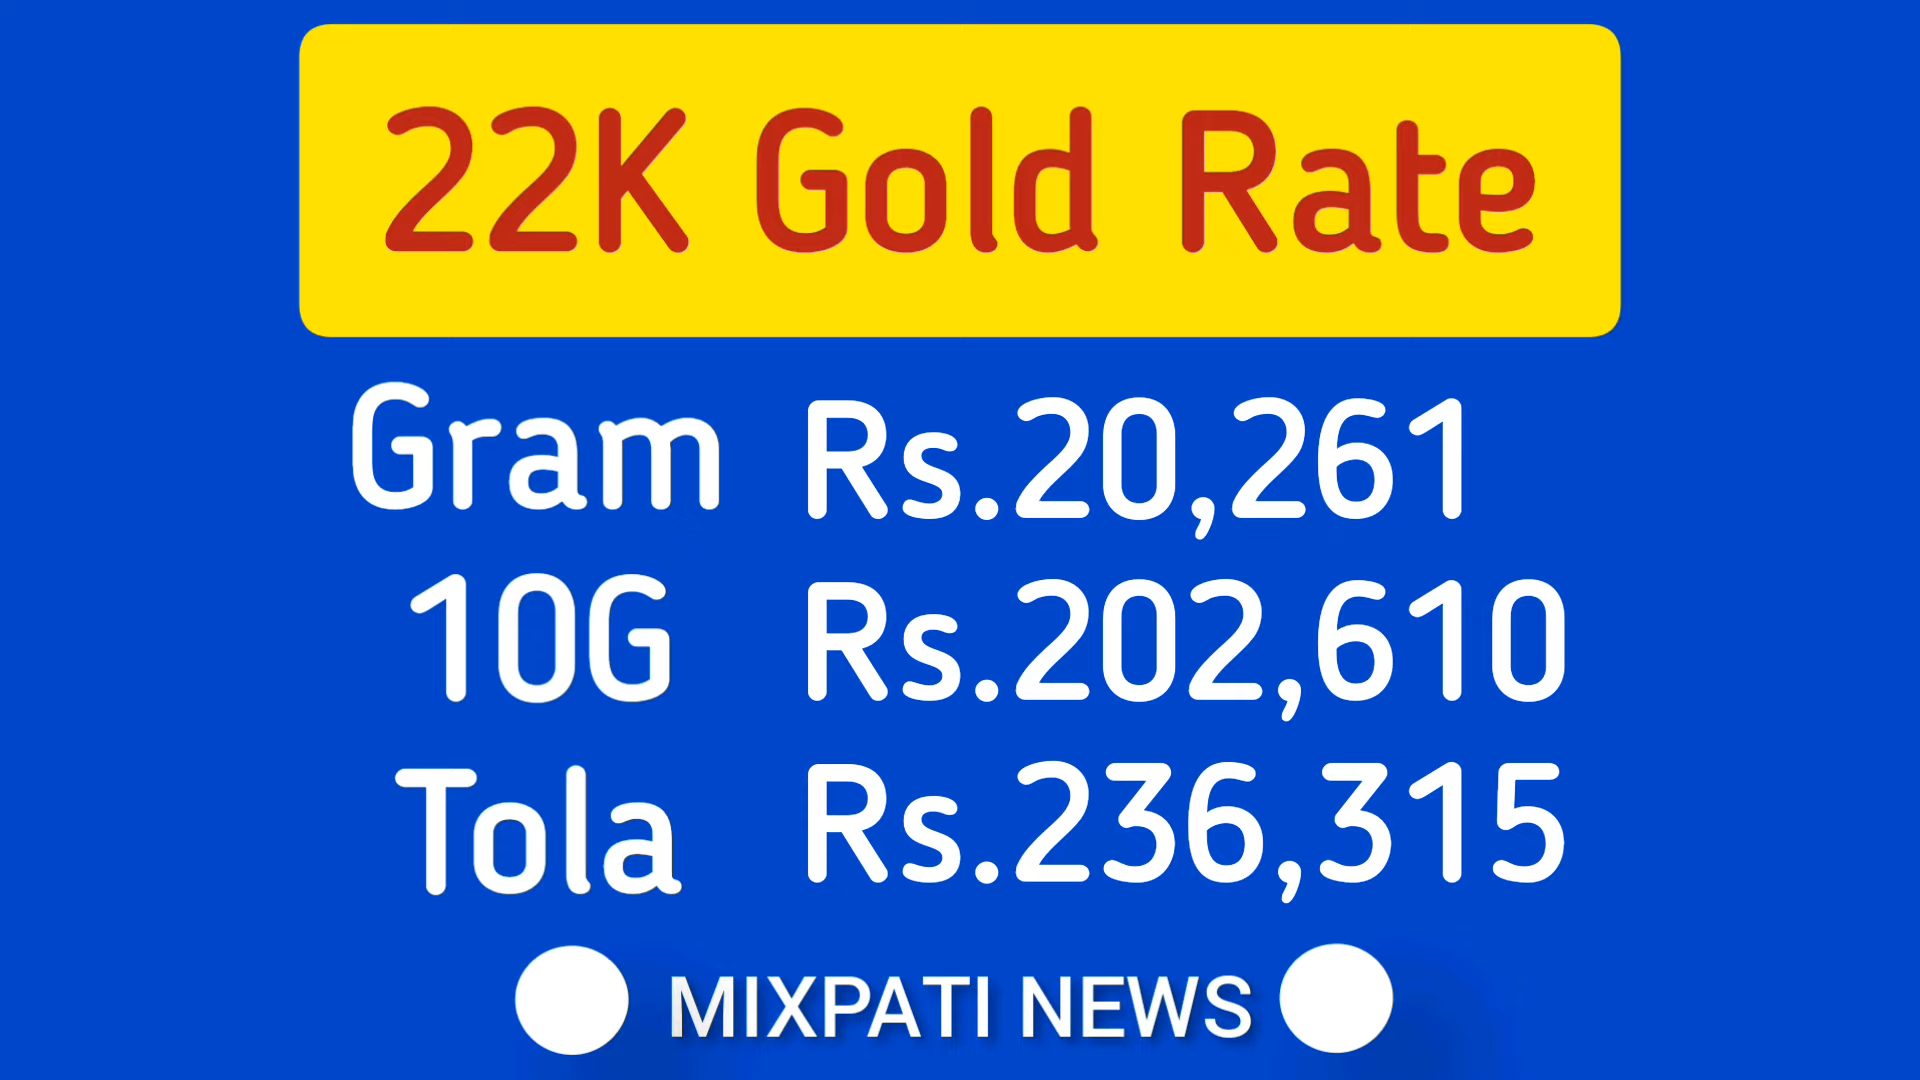 22K Gold Rate
Gram Rs.20,261
10G Rs.202,610
Tola Rs.236,315
MIXPATI NEWS